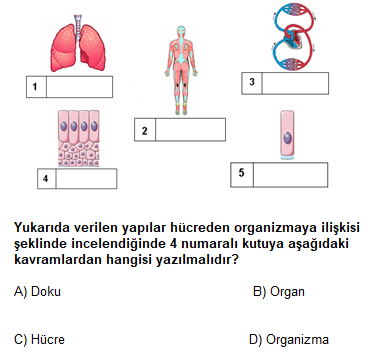 1
2
3
4
5
Yukarıda verilen yapılar hücreden organizmaya ilişkisi
şeklinde incelendiğinde 4 numaralı kutuya aşağıdaki
kavramlardan hangisi yazılmalıdır?
A) Doku
B) Organ
C) Hücre
D) Organizma